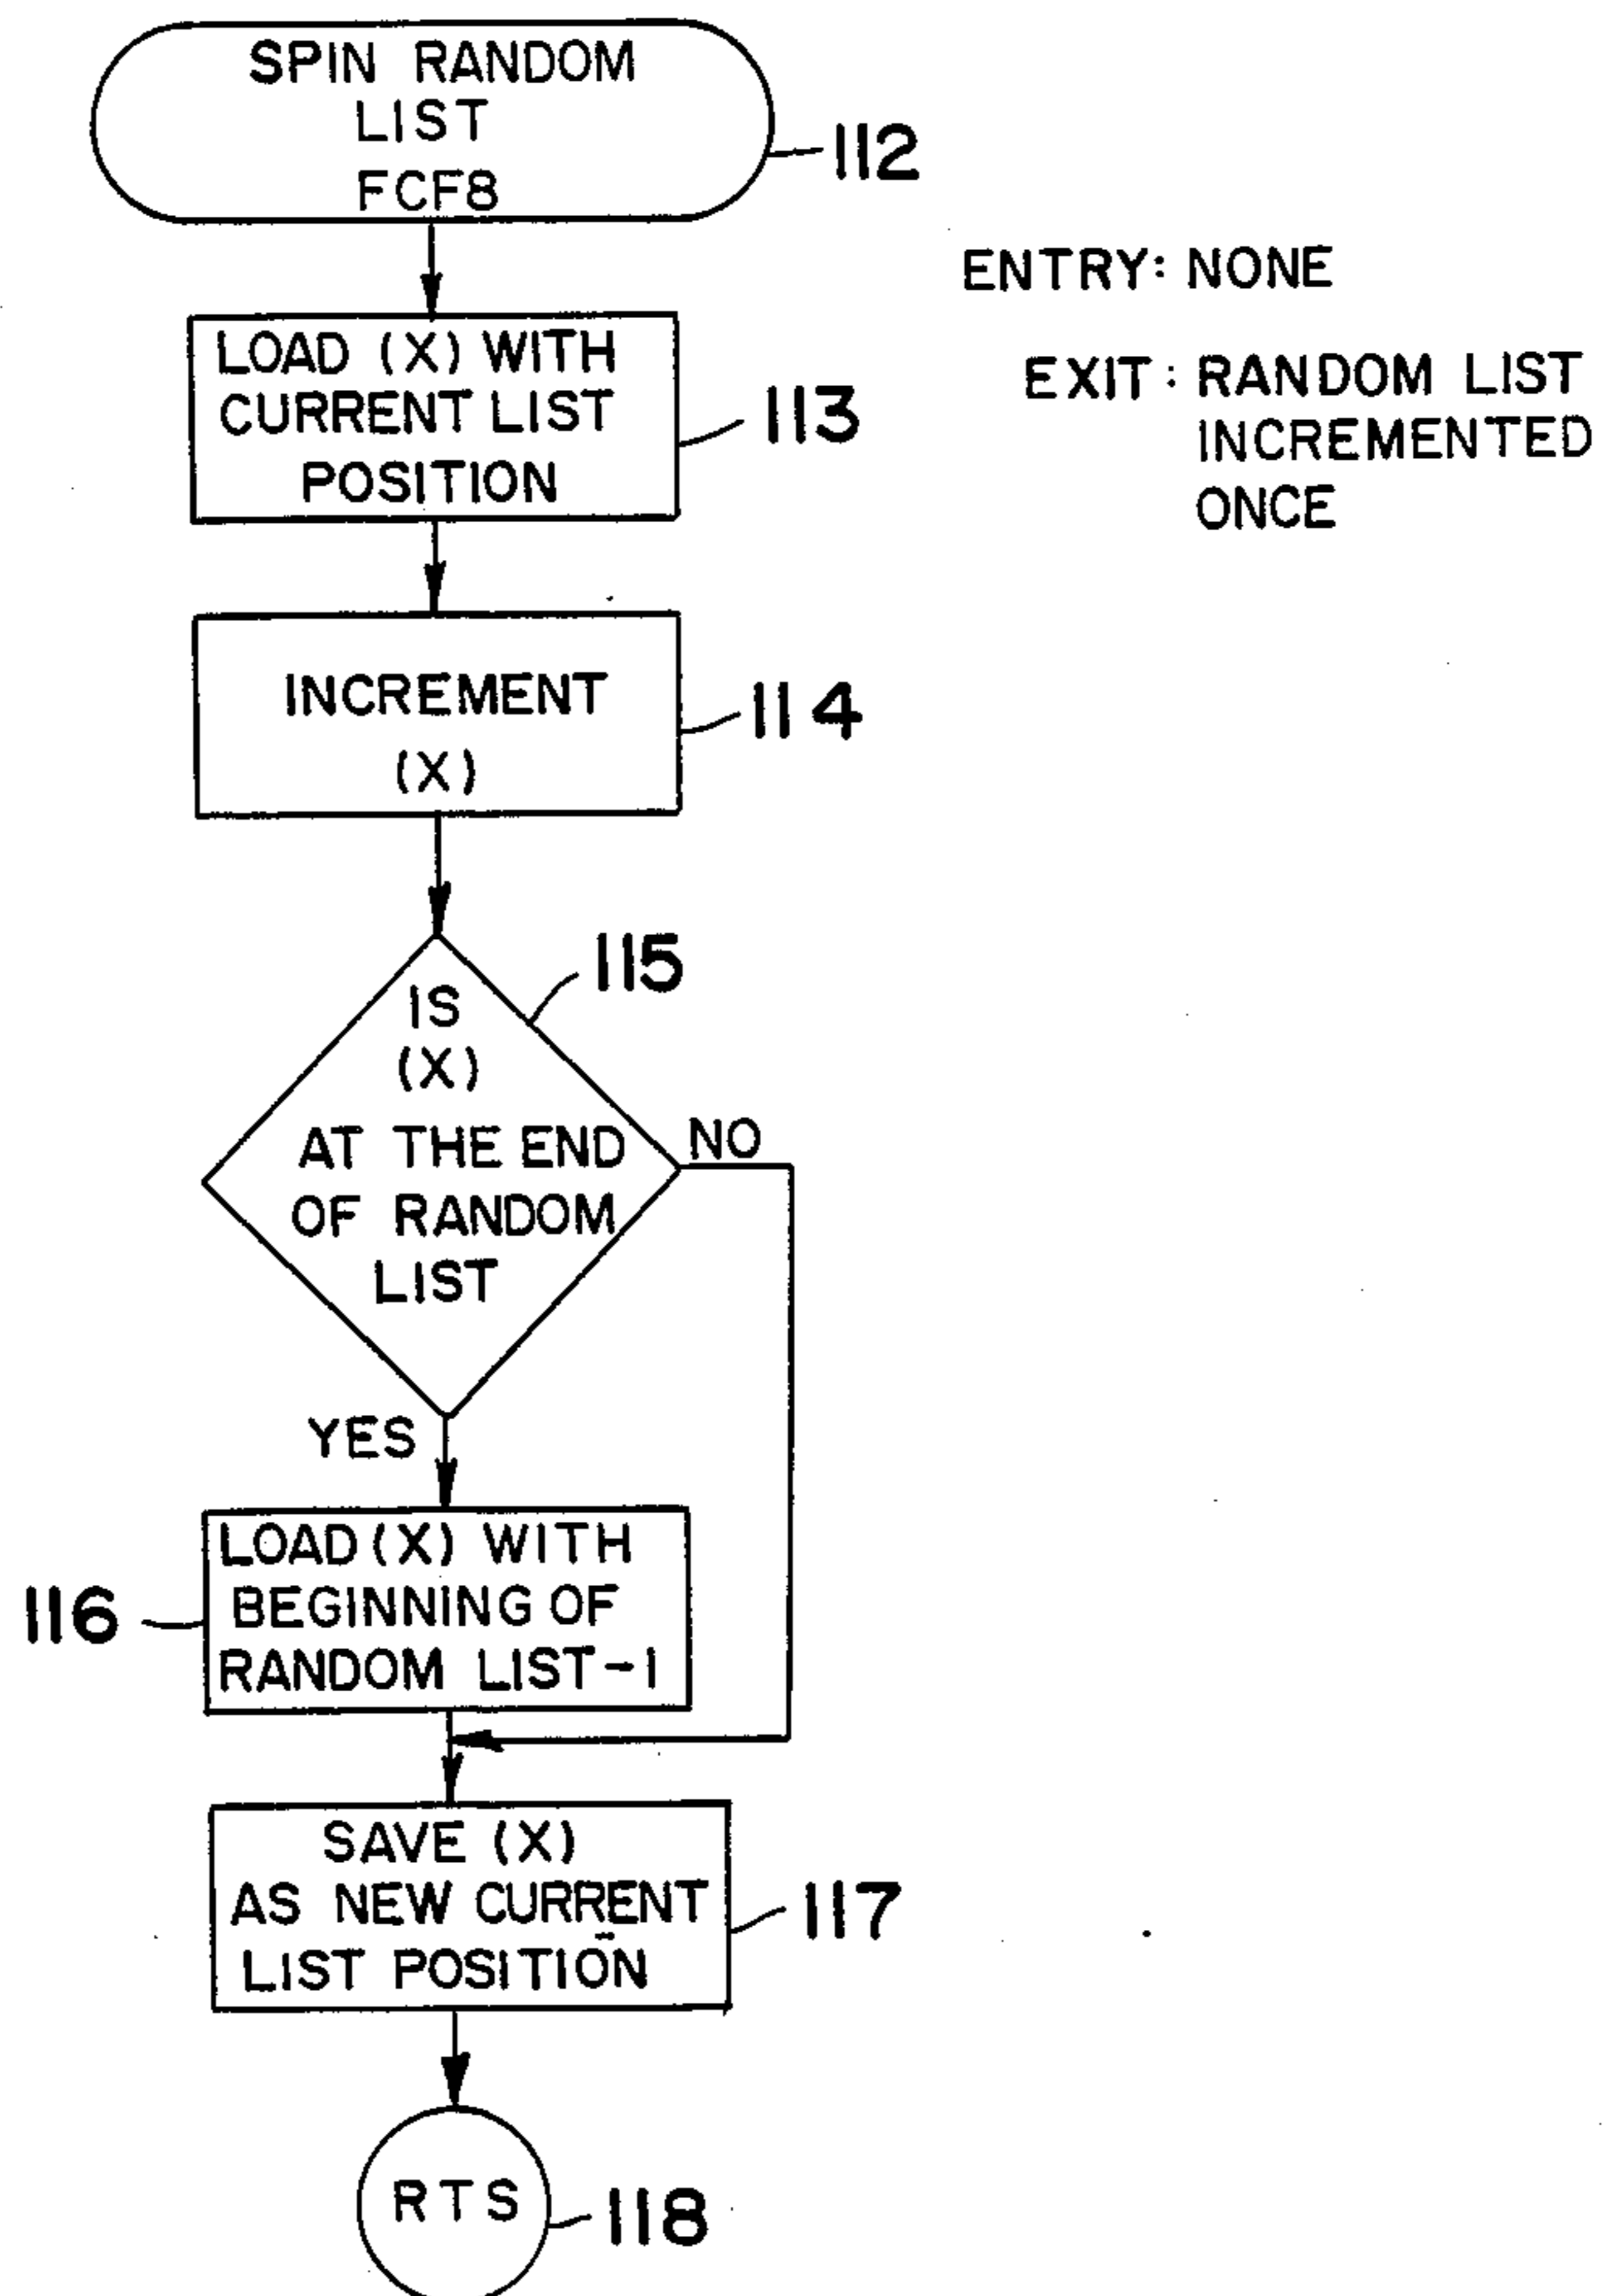 SPIN RANDOM
LIST
FCF8
112
ENTRY: NONE
EXIT: RANDOM LIST
INCREMENTED
ONCE
LOAD (X) WITH
CURRENT LIST
POSITION
113
INCREMENT
(X)
114
115
IS
(X)
AT THE END
OF RANDOM
LIST
NO
YES
LOAD (X) WITH
BEGINNING OF
RANDOM LIST-1
116
SAVE (X)
AS NEW CURRENT
LIST POSITION
117
RTS
118